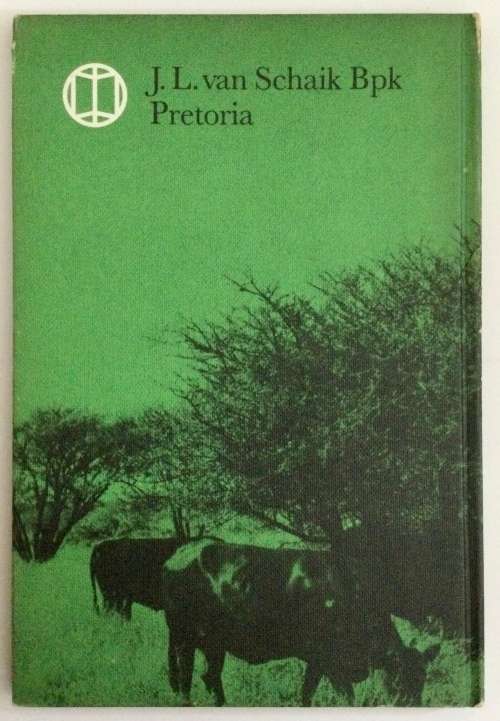 J. L. van Schaik Bpk
Pretoria